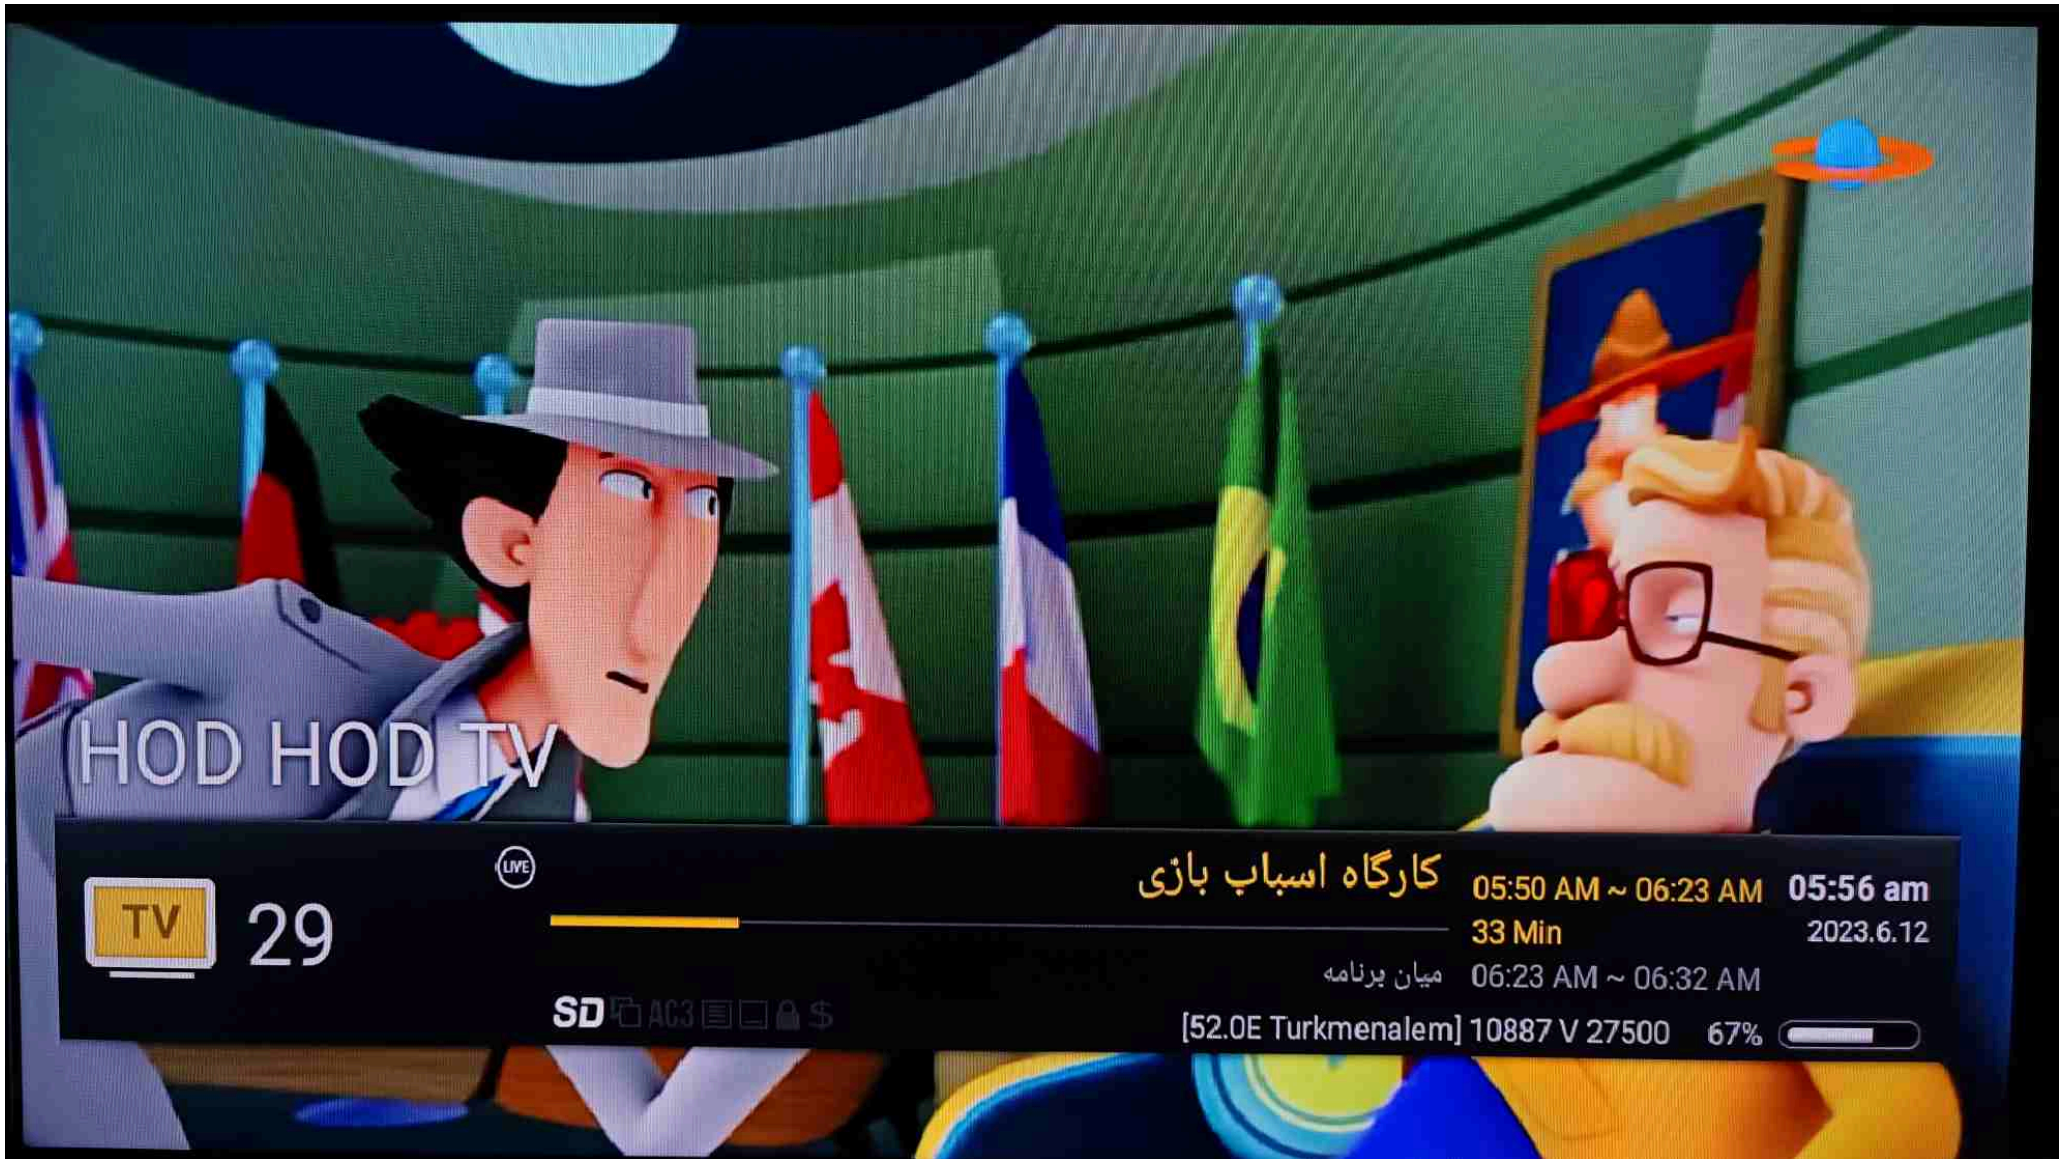 HOD HOD TV
LIVE
TV 29
کارگاه اسباب بازی
05:50 AM ~ 06:23 AM
05:56 am
33 Min
2023.6.12
میان برنامه
06:23 AM ~ 06:32 AM
SD AC3 $
[52.0E Turkmenalem] 10887 V 27500 67%